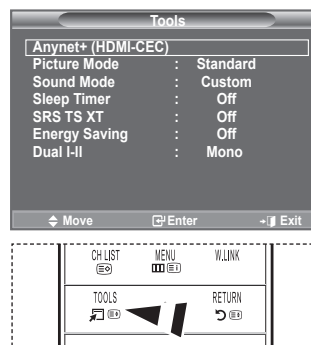 Tools
Anynet+ (HDMI-CEC)
Picture Mode : Standard
Sound Mode : Custom
Sleep Timer : Off
SRS TS XT : Off
Energy Saving : Off
Dual I-II : Mono
Move Enter Exit
CH LIST MENU W.LINK
TOOLS RETURN